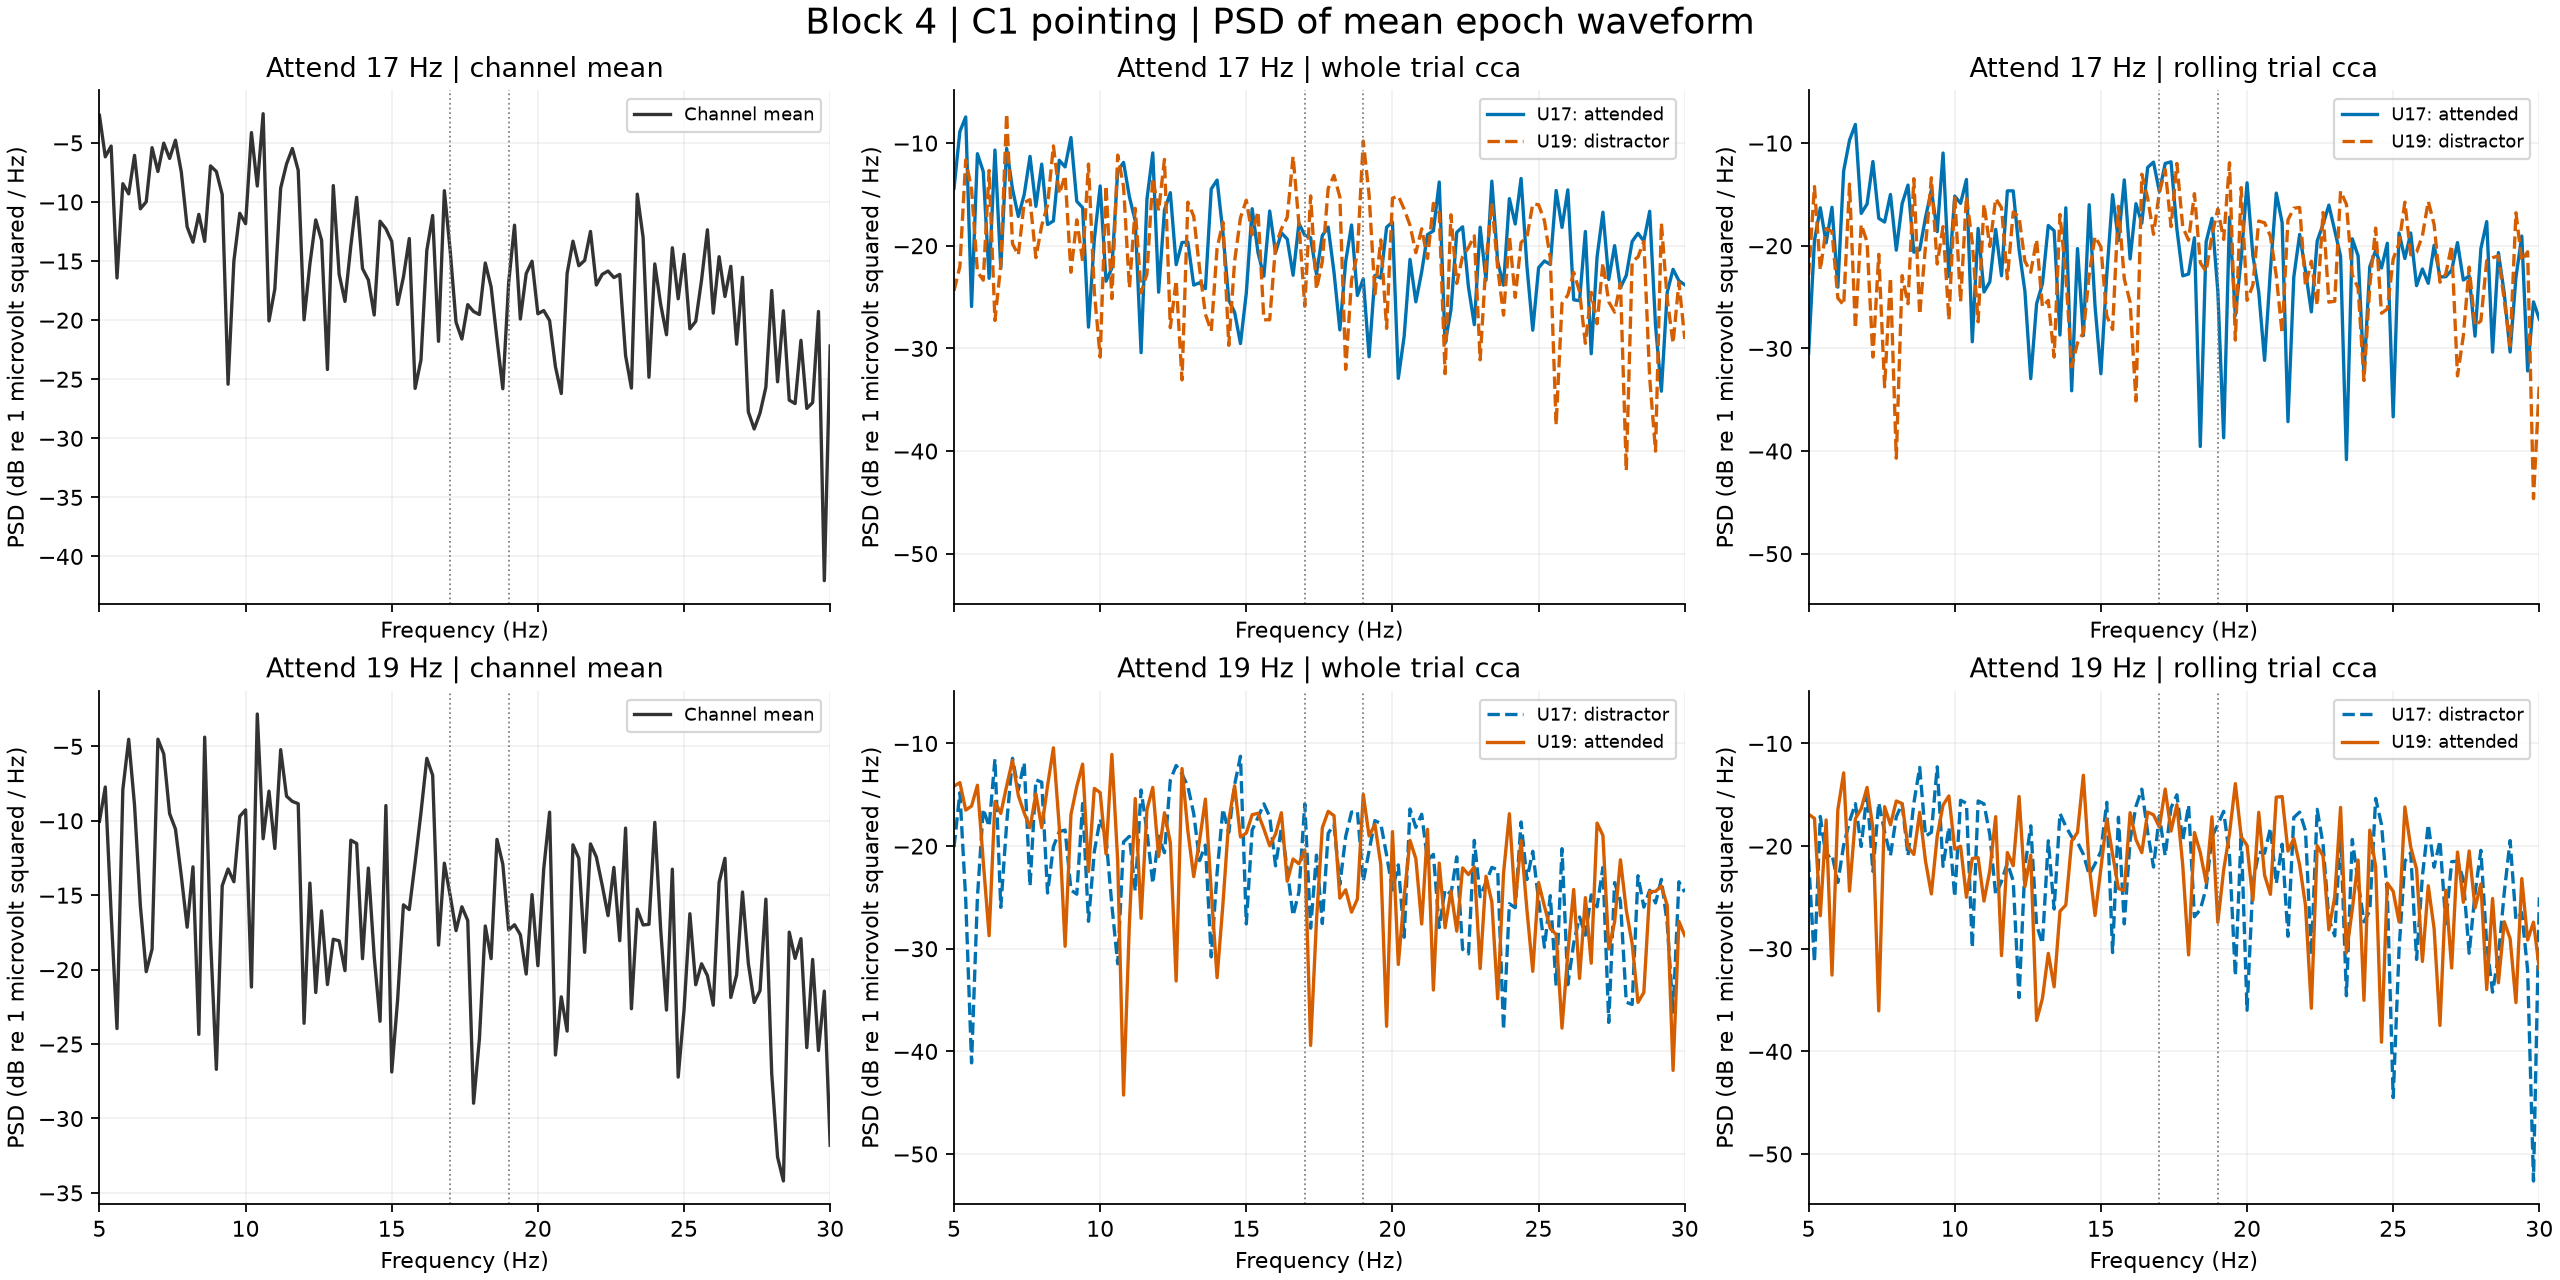 Block 4 | C1 pointing | PSD of mean epoch waveform
Attend 17 Hz | channel mean
Channel mean
PSD (dB re 1 microvolt squared / Hz)
−5
−10
−15
−20
−25
−30
−35
−40
Frequency (Hz)
Attend 17 Hz | whole trial cca
U17: attended
U19: distractor
PSD (dB re 1 microvolt squared / Hz)
−10
−20
−30
−40
−50
Frequency (Hz)
Attend 17 Hz | rolling trial cca
U17: attended
U19: distractor
PSD (dB re 1 microvolt squared / Hz)
−10
−20
−30
−40
−50
Frequency (Hz)
Attend 19 Hz | channel mean
Channel mean
PSD (dB re 1 microvolt squared / Hz)
−5
−10
−15
−20
−25
−30
−35
5 10 15 20 25 30
Frequency (Hz)
Attend 19 Hz | whole trial cca
U17: distractor
U19: attended
PSD (dB re 1 microvolt squared / Hz)
−10
−20
−30
−40
−50
5 10 15 20 25 30
Frequency (Hz)
Attend 19 Hz | rolling trial cca
U17: distractor
U19: attended
PSD (dB re 1 microvolt squared / Hz)
−10
−20
−30
−40
−50
5 10 15 20 25 30
Frequency (Hz)